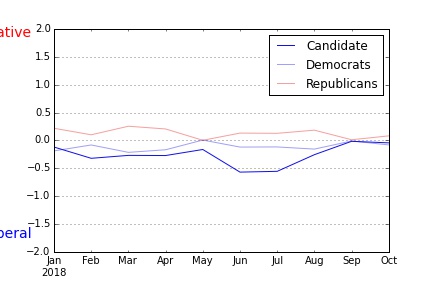 ative
beral
2.0
1.5
1.0
0.5
0.0
−0.5
−1.0
−1.5
−2.0
Candidate
Democrats
Republicans
Jan Feb Mar Apr May Jun Jul Aug Sep Oct
2018